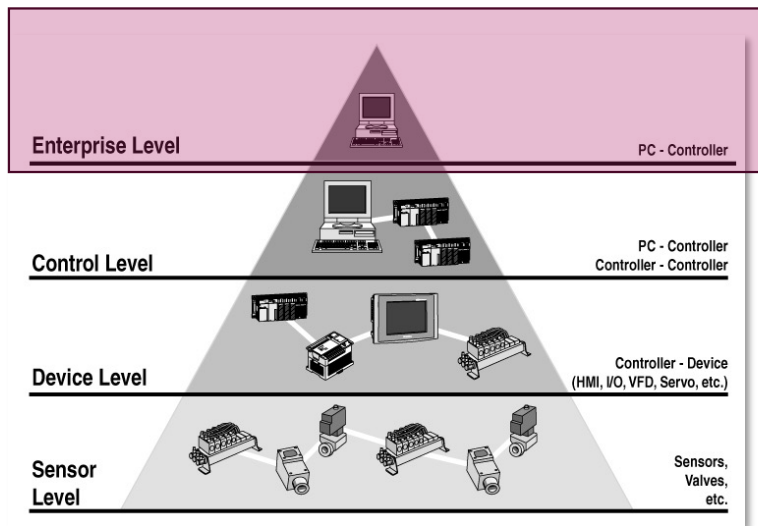 Enterprise Level
PC - Controller
Control Level
PC - Controller
Controller - Controller
Device Level
Controller - Device
(HMI, I/O, VFD, Servo, etc.)
Sensor
Level
Sensors,
Valves,
etc.